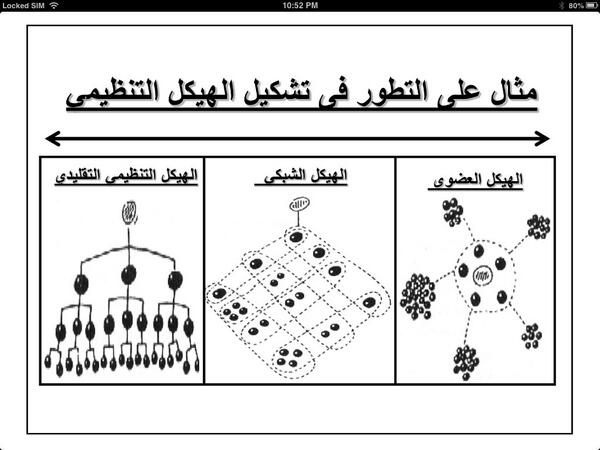 Locked SIM 10:52 PM 80%
مثال على التطور فى تشكيل الهيكل التنظيمى
الهيكل العضوى
الهيكل الشبكى
الهيكل التنظيمى التقليدى